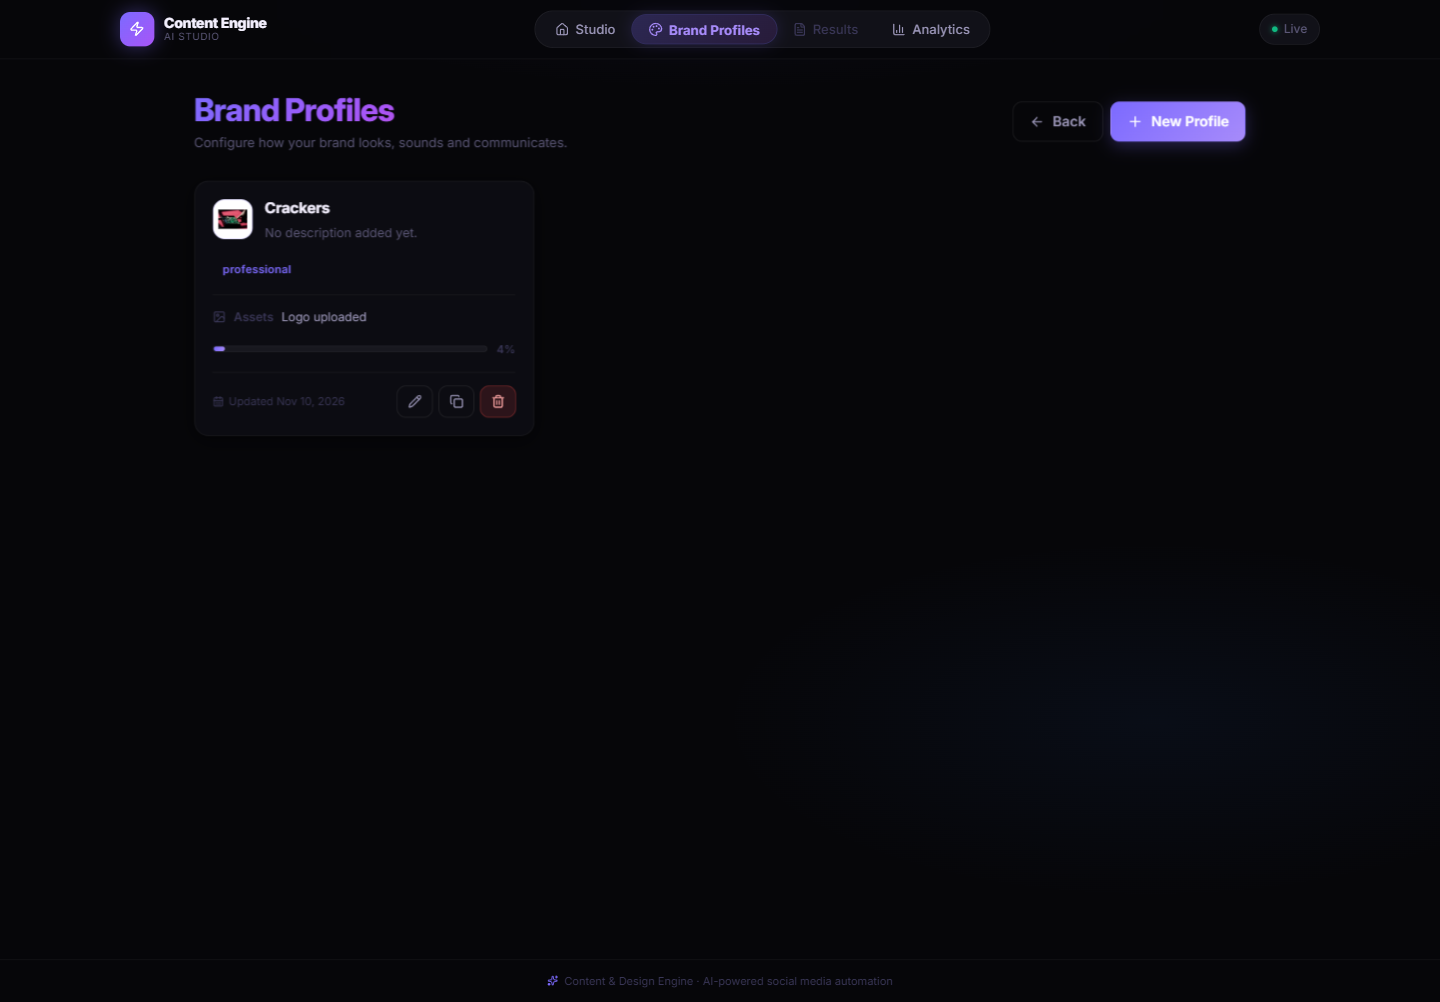 Content Engine
AI STUDIO
Studio
Brand Profiles
Results
Analytics
Live
Brand Profiles
Configure how your brand looks, sounds and communicates.
Back
New Profile
Crackers
No description added yet.
professional
Assets Logo uploaded
4%
Updated Nov 10, 2026
Content & Design Engine · AI-powered social media automation